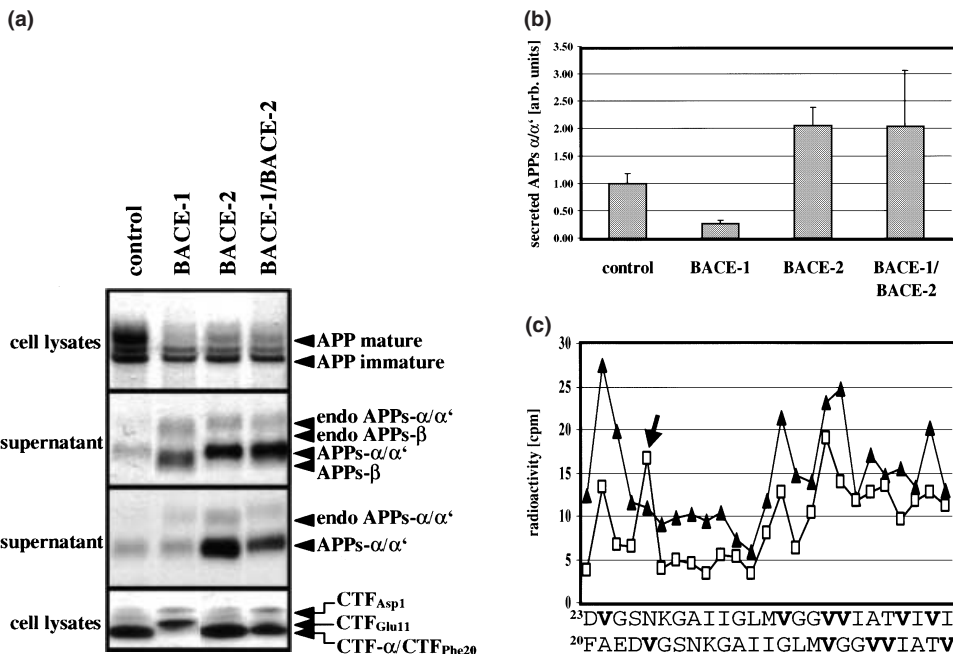 (a)
control
BACE-1
BACE-2
BACE-1/BACE-2
cell lysates
APP mature
APP immature
supernatant
endo APPs-α/α‘
endo APPs-β
APPs-α/α‘
APPs-β
supernatant
endo APPs-α/α‘
APPs-α/α‘
cell lysates
CTFAsp1
CTFGlu11
CTF-α/CTFPhe20
(b)
secreted APPs α/α‘ [arb. units]
3.50
3.00
2.50
2.00
1.50
1.00
0.50
0.00
control
BACE-1
BACE-2
BACE-1/
BACE-2
(c)
radioactivity [cpm]
30
25
20
15
10
5
0
23DVGSNKGAIIGLMVGGVVIATVIVI
20FAEDVGSNKGAIIGLMVGGVVIATV